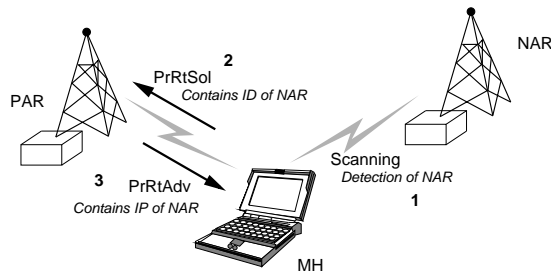 NAR
2
PrRtSol
Contains ID of NAR
PAR
Scanning
Detection of NAR
1
3
PrRtAdv
Contains IP of NAR
MH